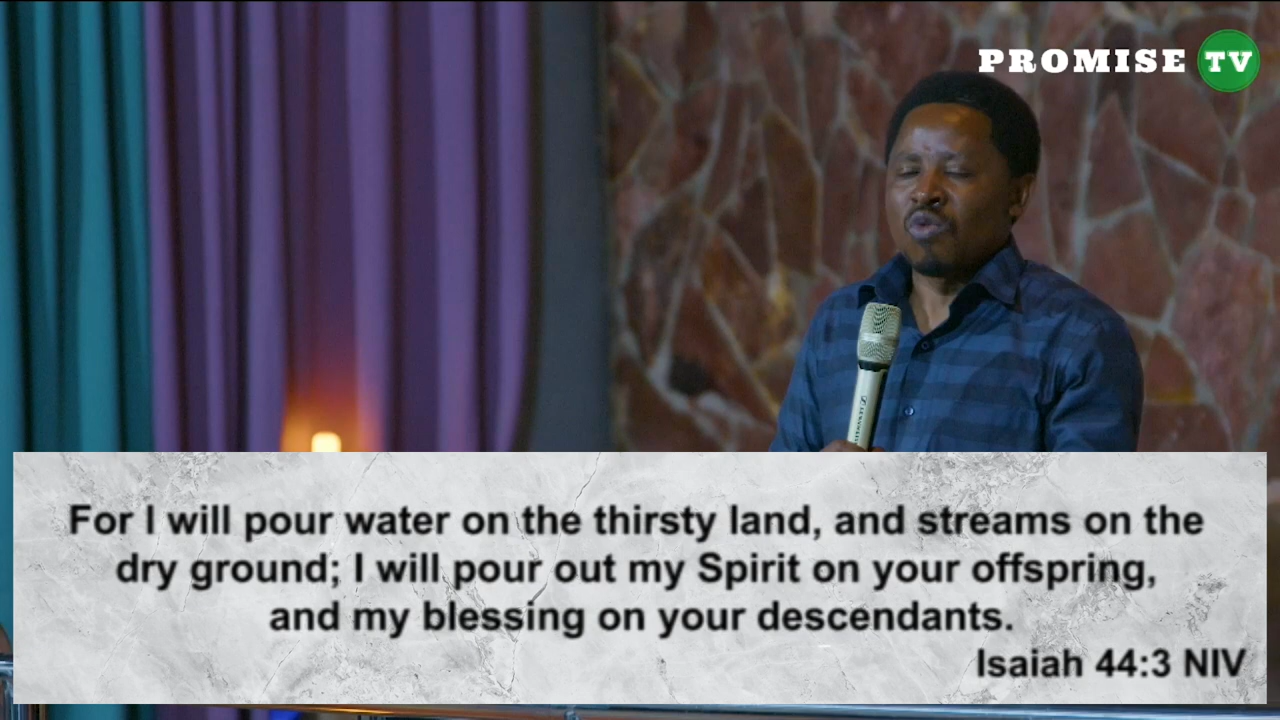 PROMISE TV
For I will pour water on the thirsty land, and streams on the
dry ground; I will pour out my Spirit on your offspring,
and my blessing on your descendants.
Isaiah 44:3 NIV